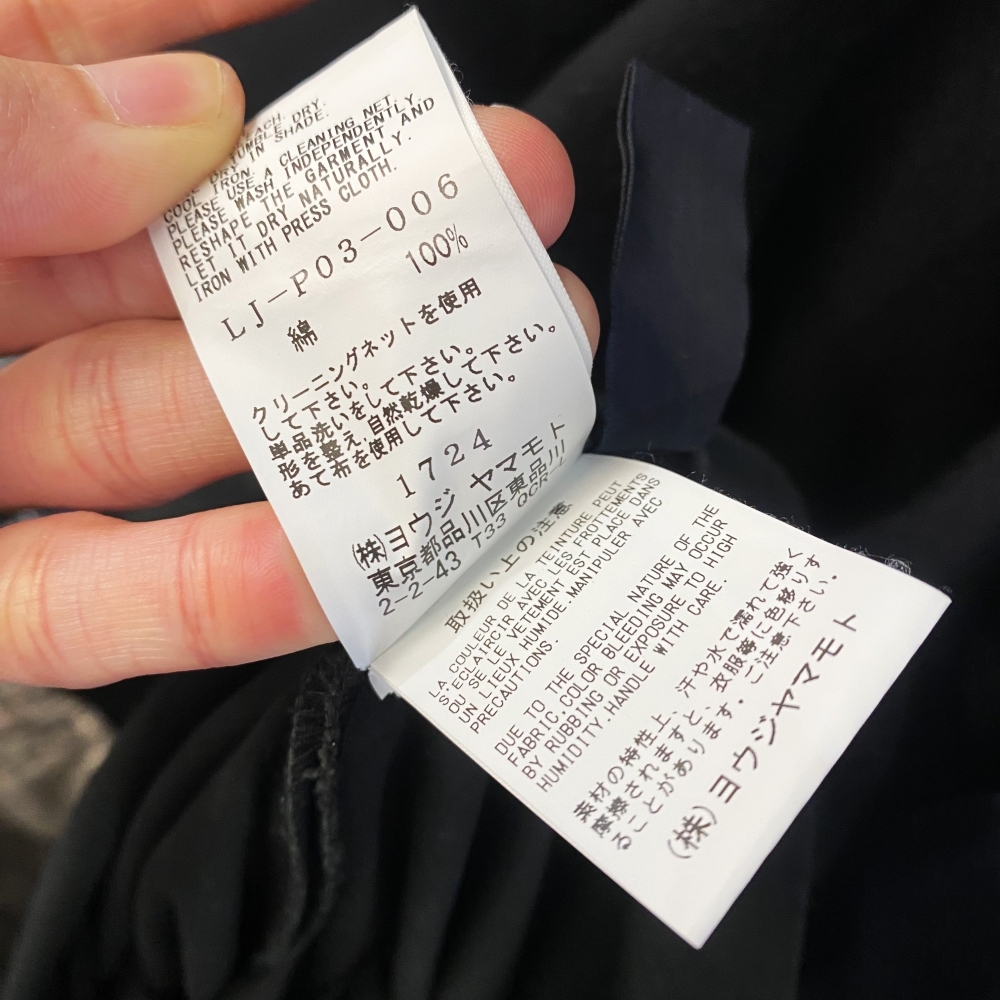 BLEACH.
TUMBLE DRY.
DRY IN SHADE.
COOL IRON.
PLEASE USE A CLEANING NET.
PLEASE WASH INDEPENDENTLY.
RESHAPE THE GARMENT AND
LET IT DRY NATURALLY.
IRON WITH PRESS CLOTH.
LJ-P03-006
綿 100%
クリーニングネットを使用
して下さい。
単品洗いをして下さい。
形を整え、自然乾燥して下さい。
あて布を使用して下さい。
1724
(株)ヨウジヤマモト
東京都品川区東品川
2-2-43 T33 OCR-L
取扱い上の注意
LA COULEUR DE LA TEINTURE PEUT
S'ECLAIRCIR AVEC LES FROTTEMENTS
OU SE LE VETEMENT EST PLACE DANS
UN LIEUX HUMIDE.MANIPULER AVEC
PRECAUTIONS.
DUE TO THE SPECIAL NATURE OF THE
FABRIC,COLOR BLEEDING MAY OCCUR
BY RUBBING OR EXPOSURE TO HIGH
HUMIDITY.HANDLE WITH CARE.
素材の特性上、汗や水で濡れて強く
摩擦されますと、衣服等に色移りす
ることがあります。ご注意下さい。
(株)ヨウジヤマモト